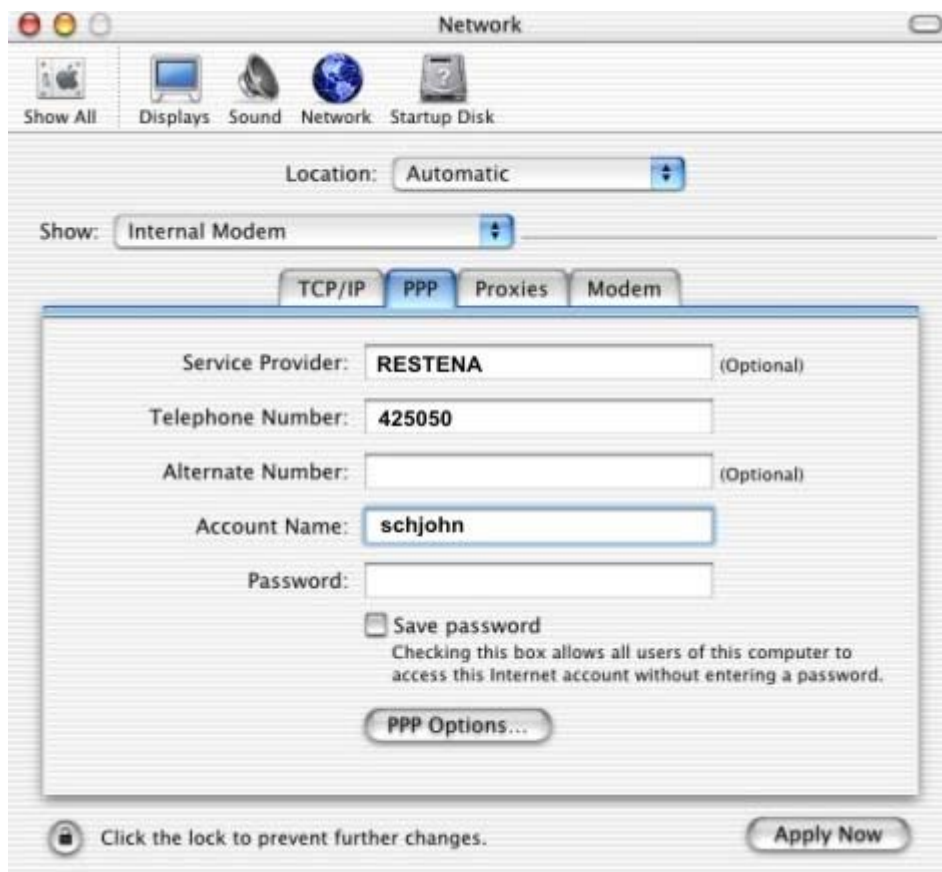 Network
Show All Displays Sound Network Startup Disk
Location: Automatic
Show: Internal Modem
TCP/IP PPP Proxies Modem
Service Provider: RESTENA (Optional)
Telephone Number: 425050
Alternate Number: (Optional)
Account Name: schjohn
Password:
Save password
Checking this box allows all users of this computer to
access this Internet account without entering a password.
PPP Options...
Click the lock to prevent further changes. Apply Now